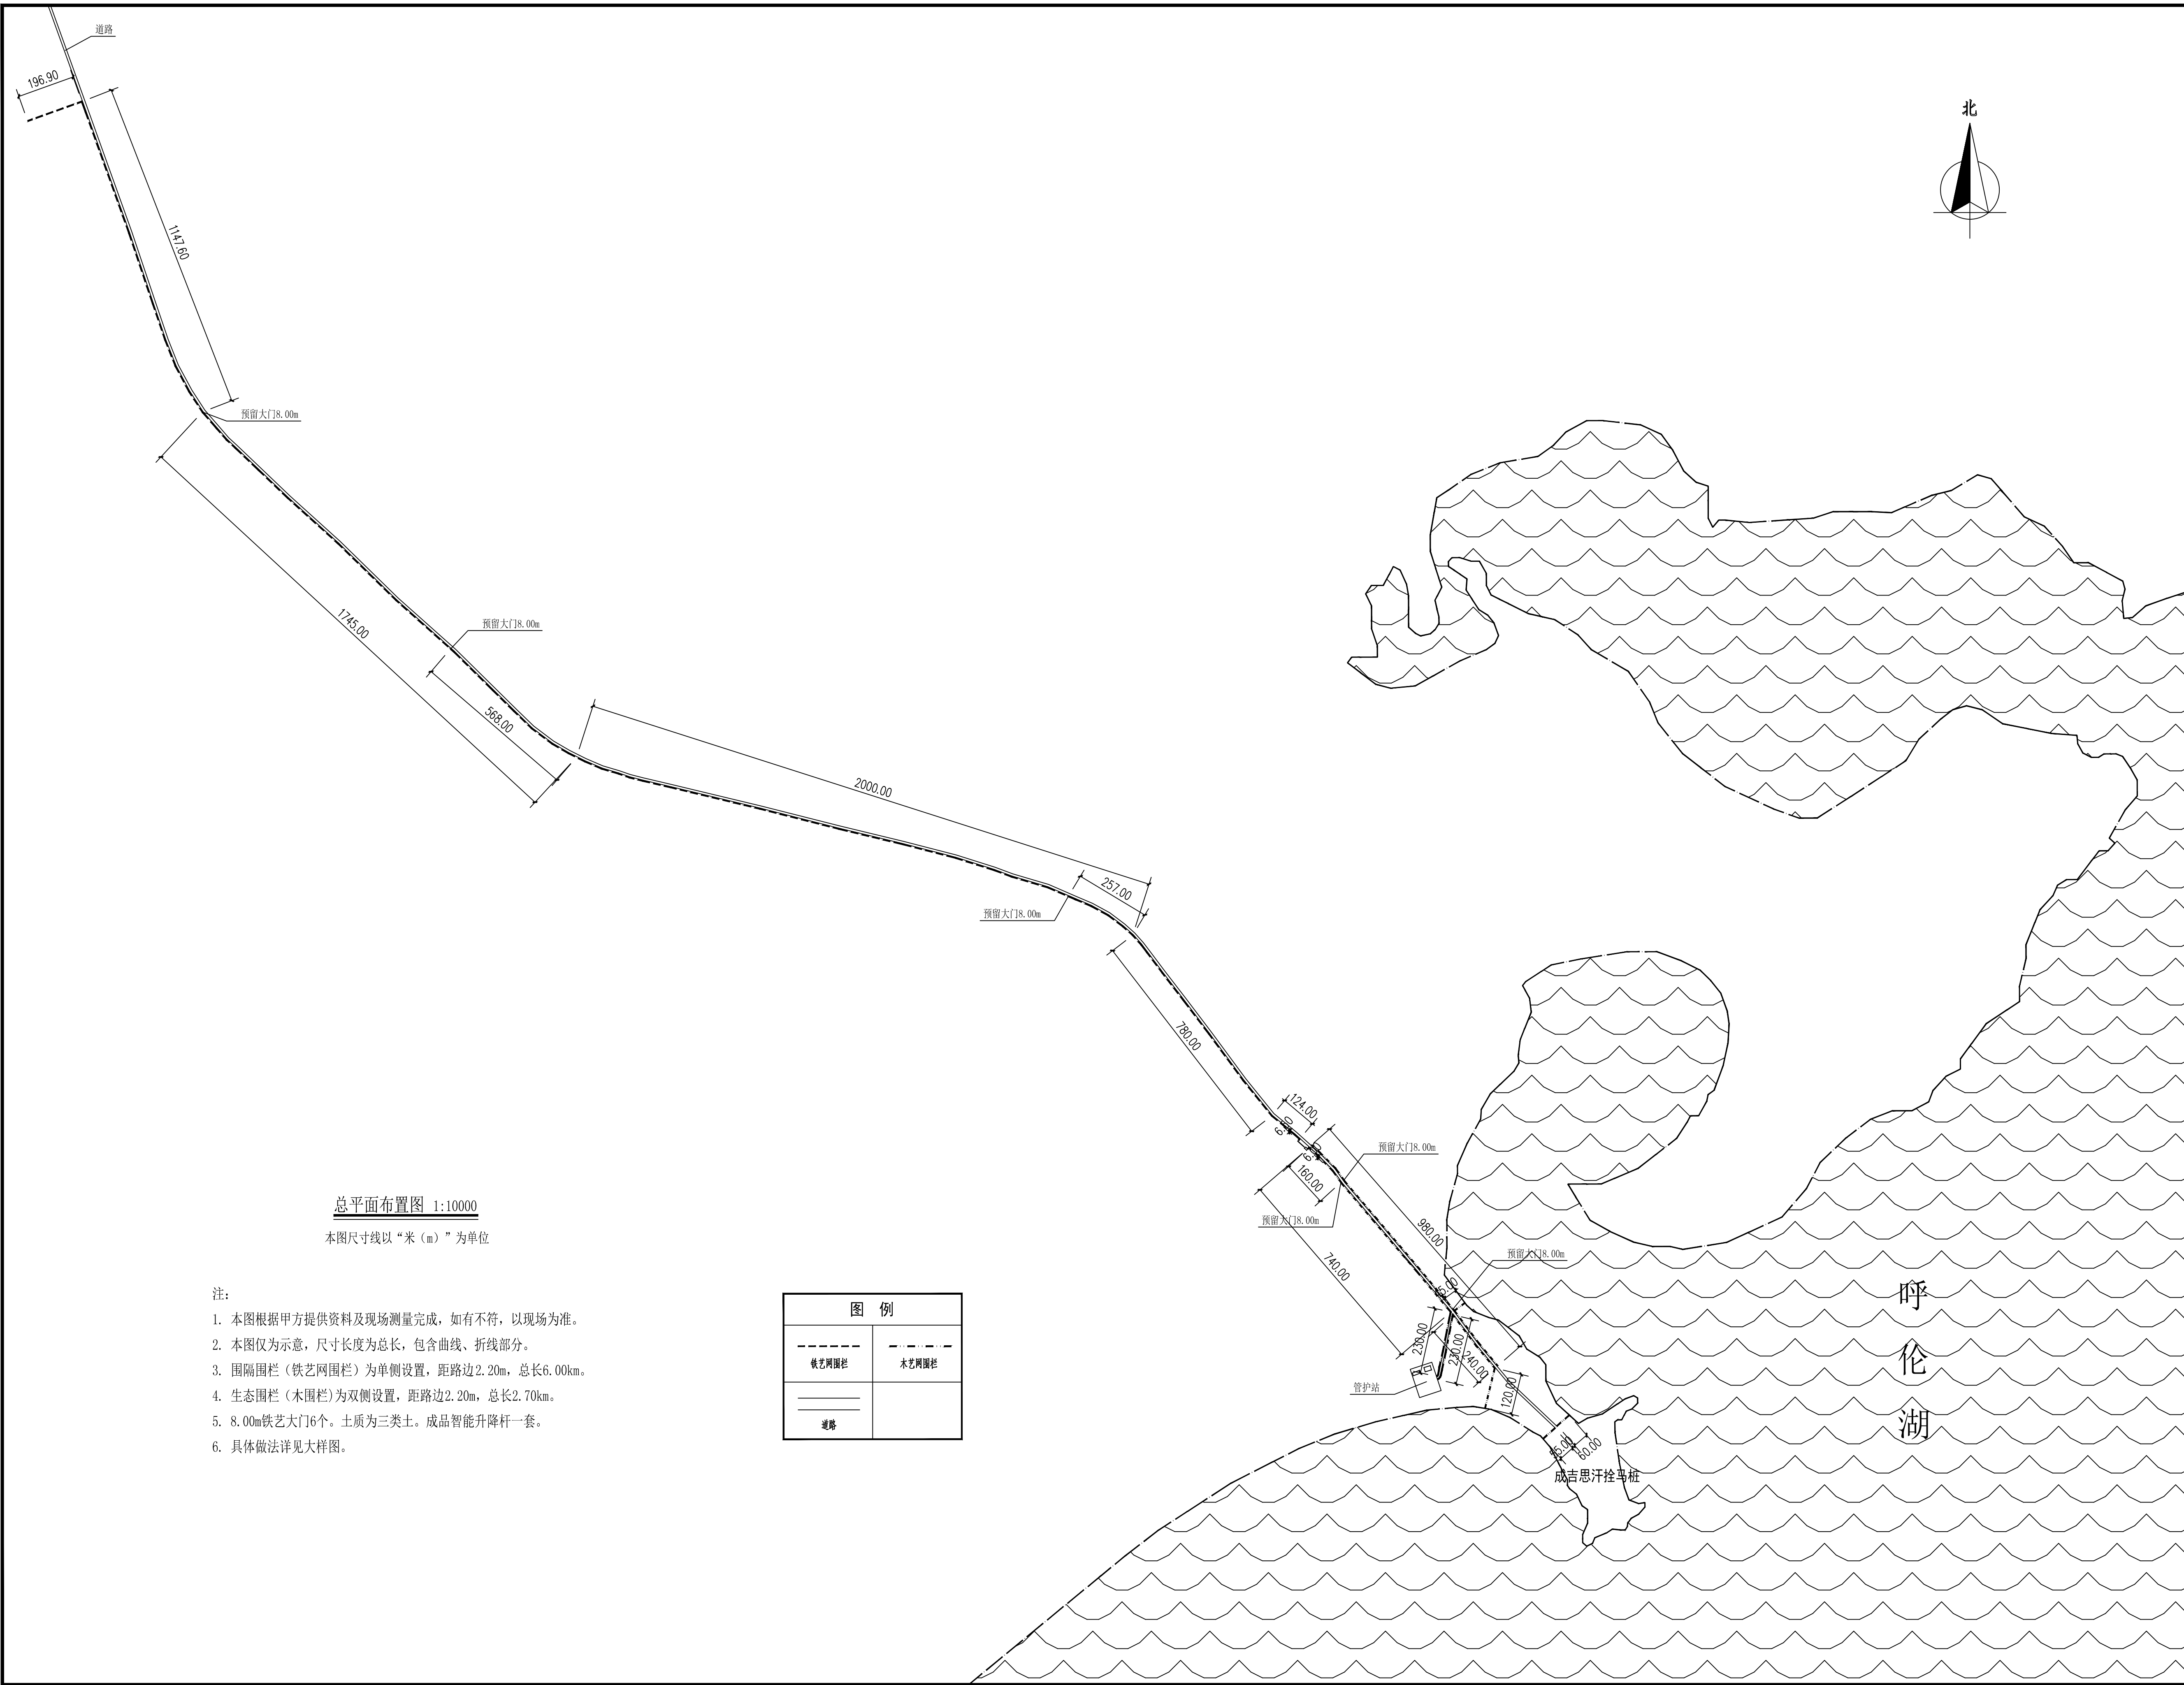 道路
196.90
北
1147.60
预留大门8.00m
1745.00
预留大门8.00m
568.00
2000.00
257.00
预留大门8.00m
780.00
124.00
预留大门8.00m
160.00
预留大门8.00m
980.00
740.00
预留大门8.00m
230.00
230.00
240.00
管护站
120.00
60.00
成吉思汗拴马桩
呼
伦
湖
总平面布置图 1:10000
本图尺寸线以“米（m）”为单位
注：
1. 本图根据甲方提供资料及现场测量完成，如有不符，以现场为准。
2. 本图仅为示意，尺寸长度为总长，包含曲线、折线部分。
3. 围隔围栏（铁艺网围栏）为单侧设置，距路边2.20m，总长6.00km。
4. 生态围栏（木围栏)为双侧设置，距路边2.20m，总长2.70km。
5. 8.00m铁艺大门6个。土质为三类土。成品智能升降杆一套。
6. 具体做法详见大样图。
图 例
铁艺网围栏
木艺网围栏
道路